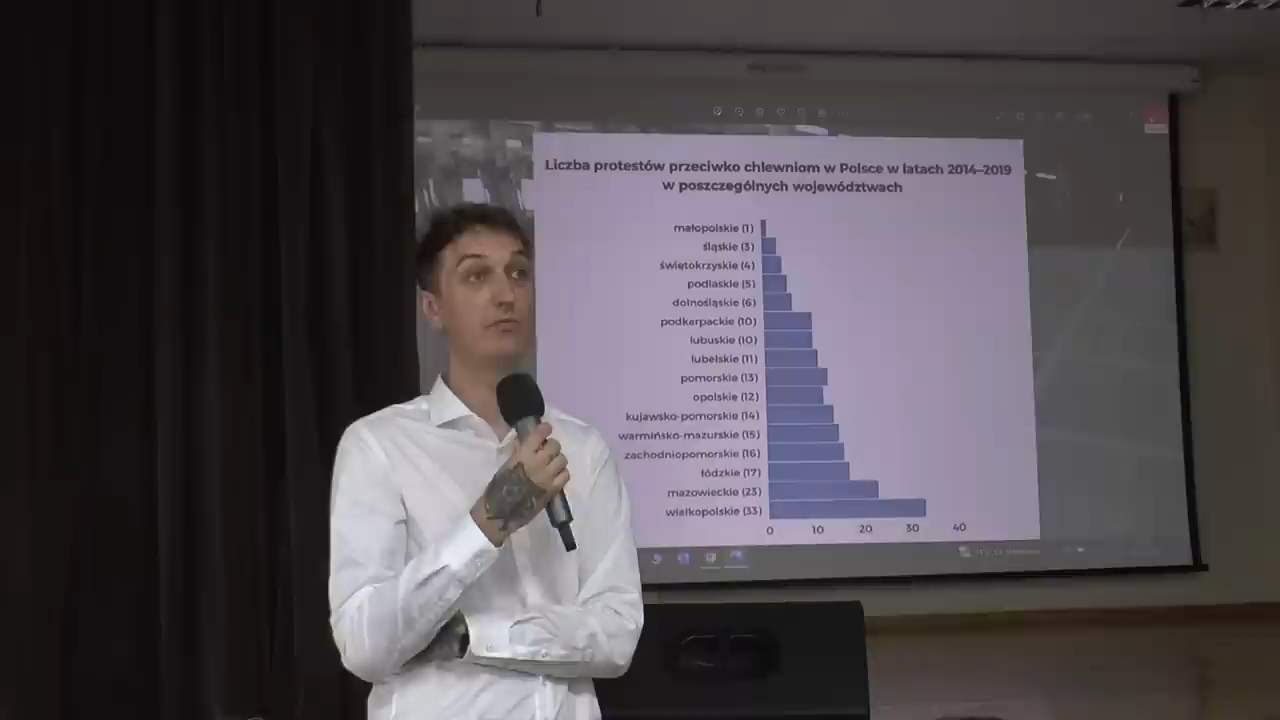 Liczba protestów przeciwko chlewniom w Polsce w latach 2014–2019
w poszczególnych województwach
małopolskie (1)
śląskie (3)
świętokrzyskie (4)
podlaskie (5)
dolnośląskie (6)
podkarpackie (10)
lubuskie (10)
lubelskie (11)
pomorskie (13)
opolskie (12)
kujawsko-pomorskie (14)
warmińsko-mazurskie (15)
zachodniopomorskie (16)
łódzkie (17)
mazowieckie (23)
wielkopolskie (33)
0 10 20 30 40